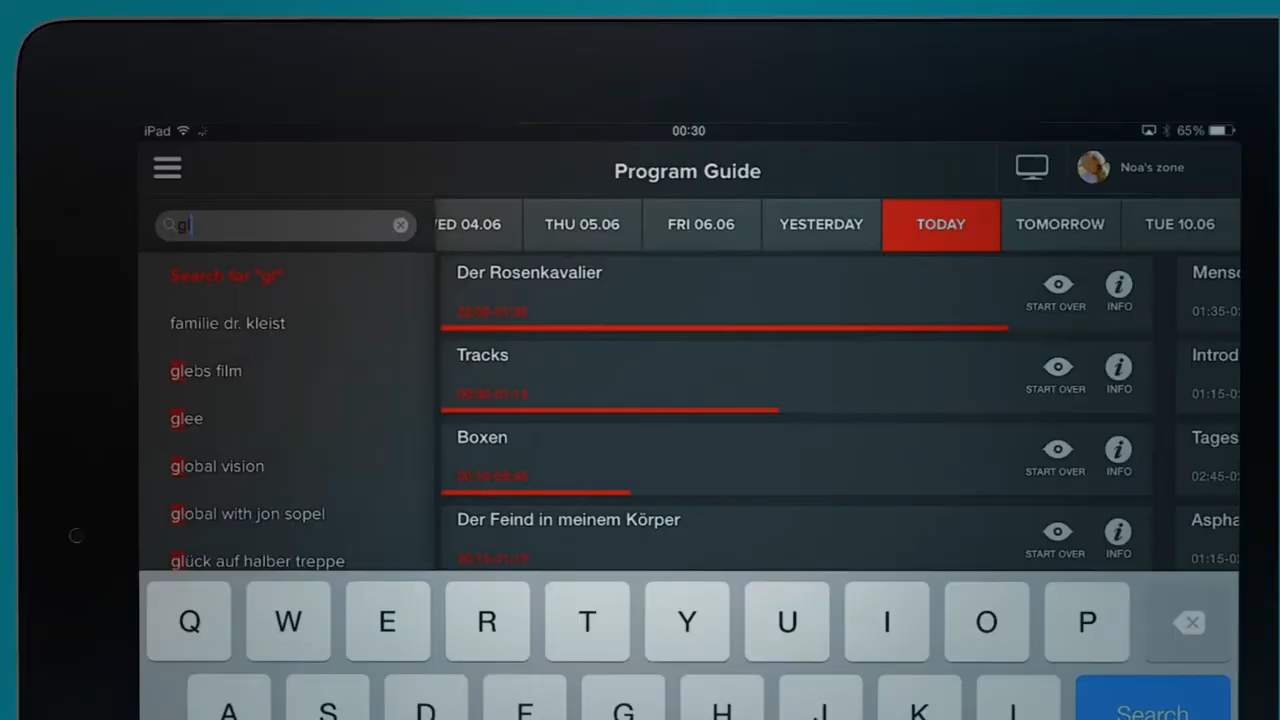 iPad
00:30
65%
Program Guide
Noa's zone
gl
ED 04.06
THU 05.06
FRI 06.06
YESTERDAY
TODAY
TOMORROW
TUE 10.06
Search for "gl"
familie dr. kleist
glebs film
glee
global vision
global with jon sopel
glück auf halber treppe
Der Rosenkavalier
START OVER
INFO
Tracks
START OVER
INFO
Boxen
START OVER
INFO
Der Feind in meinem Körper
START OVER
INFO
Mens
01:35-0
Introd
01:15-0
Tages
02:45-0
Aspha
01:15-0
Q W E R T Y U I O P
A S D F G H J K L
Search